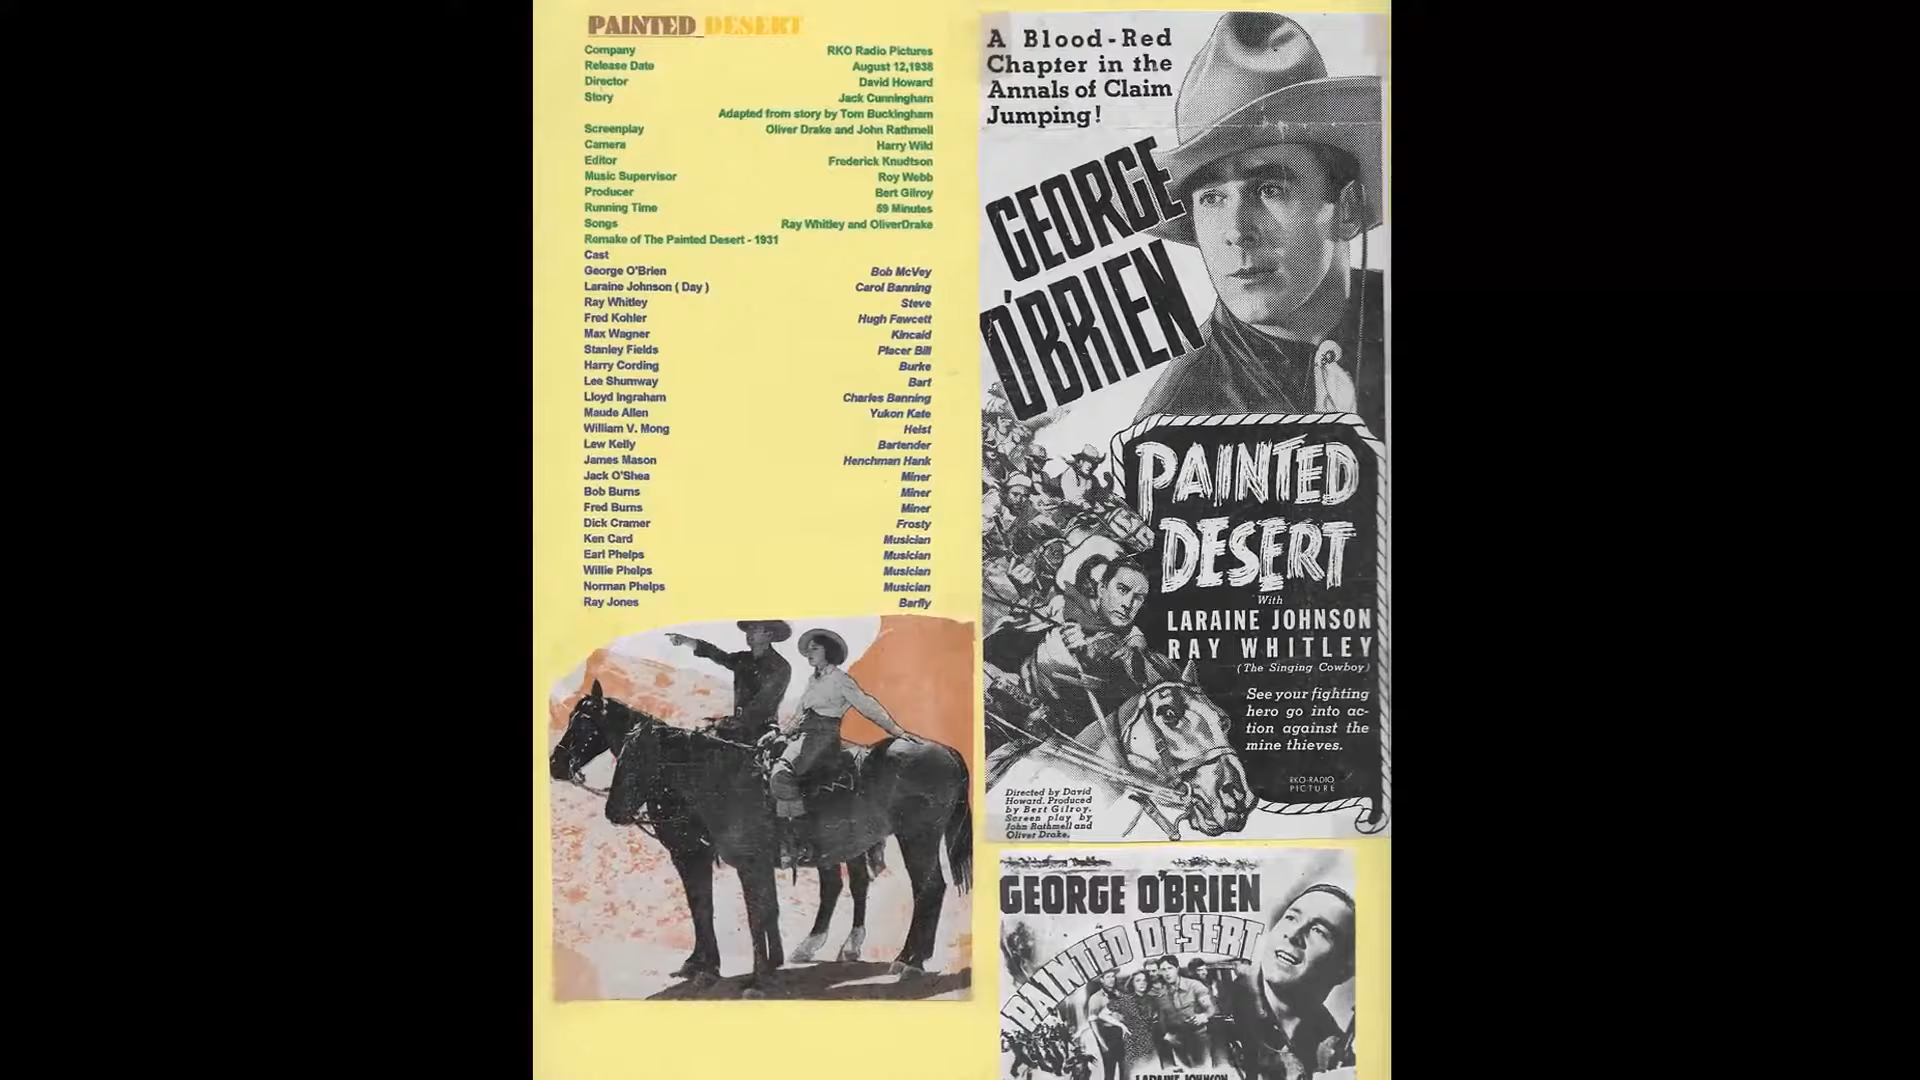 PAINTED DESERT
Company RKO Radio Pictures
Release Date August 12,1938
Director David Howard
Story Jack Cunningham
Adapted from story by Tom Buckingham
Screenplay Oliver Drake and John Rathmell
Camera Harry Wild
Editor Frederick Knudtson
Music Supervisor Roy Webb
Producer Bert Gilroy
Running Time 59 Minutes
Songs Ray Whitley and OliverDrake
Remake of The Painted Desert - 1931
Cast
George O'Brien Bob McVey
Laraine Johnson ( Day ) Carol Banning
Ray Whitley Steve
Fred Kohler Hugh Fawcett
Max Wagner Kincaid
Stanley Fields Placer Bill
Harry Cording Burke
Lee Shumway Bart
Lloyd Ingraham Charles Banning
Maude Allen Yukon Kate
William V. Mong Heist
Lew Kelly Bartender
James Mason Henchman Hank
Jack O'Shea Miner
Bob Burns Miner
Fred Burns Miner
Dick Cramer Frosty
Ken Card Musician
Earl Phelps Musician
Willie Phelps Musician
Norman Phelps Musician
Ray Jones Barfly
A Blood-Red
Chapter in the
Annals of Claim
Jumping!
GEORGE
O'BRIEN
PAINTED
DESERT
With
LARAINE JOHNSON
RAY WHITLEY
(The Singing Cowboy)
See your fighting
hero go into ac-
tion against the
mine thieves.
RKO-RADIO
PICTURE
Directed by David
Howard. Produced
by Bert Gilroy.
Screen play by
John Rathmell and
Oliver Drake.
GEORGE O'BRIEN
PAINTED DESERT
LARAINE JOHNSON